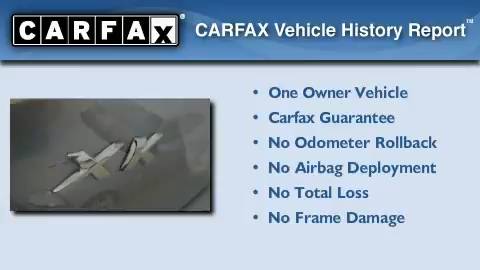 CARFAX® CARFAX Vehicle History Report™
• One Owner Vehicle
• Carfax Guarantee
• No Odometer Rollback
• No Airbag Deployment
• No Total Loss
• No Frame Damage